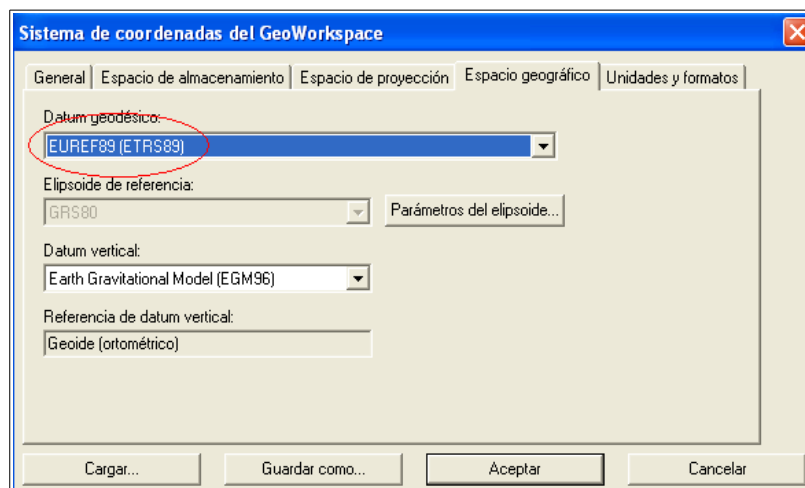 Sistema de coordenadas del GeoWorkspace
General Espacio de almacenamiento Espacio de proyección Espacio geográfico Unidades y formatos
Datum geodésico:
EUREF89 (ETRS89)
Elipsoide de referencia:
GRS80 Parámetros del elipsoide...
Datum vertical:
Earth Gravitational Model (EGM96)
Referencia de datum vertical:
Geoide (ortométrico)
Cargar... Guardar como... Aceptar Cancelar